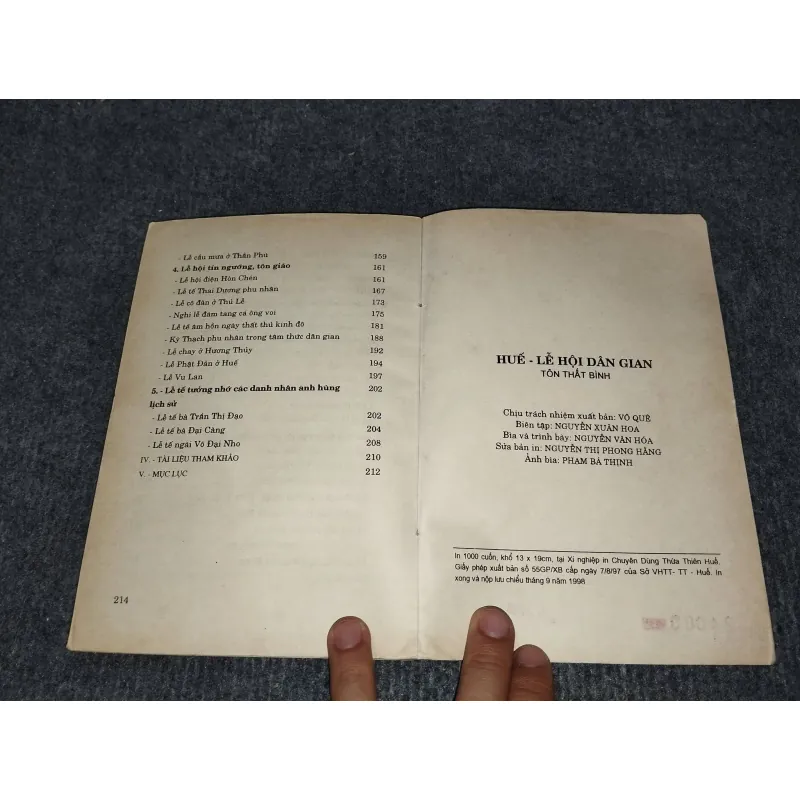 - Lễ cầu mưa ở Thần Phù 159
4. Lễ hội tín ngưỡng, tôn giáo 161
- Lễ hội điện Hòn Chén 161
- Lễ tế Thai Dương phu nhân 167
- Lễ cô đàn ở Thủ Lễ 173
- Nghi lễ đám tang cá ông voi 175
- Lễ tế âm hồn ngày thất thủ kinh đô 181
- Kỳ Thạch phu nhân trong tâm thức dân gian 188
- Lễ chay ở Hương Thủy 192
- Lễ Phật Đản ở Huế 194
- Lễ Vu Lan 197
5. - Lễ tế tưởng nhớ các danh nhân anh hùng 202
lịch sử
- Lễ tế bà Trần Thị Đạo 202
- Lễ tế bà Đại Càng 204
- Lễ tế ngài Võ Đại Nho 208
IV. - TÀI LIỆU THAM KHẢO 210
V. - MỤC LỤC 212
214
HUẾ - LỄ HỘI DÂN GIAN
TÔN THẤT BÌNH
Chịu trách nhiệm xuất bản: VÕ QUÊ
Biên tập: NGUYỄN XUÂN HOA
Bìa và trình bày: NGUYỄN VĂN HÓA
Sửa bản in: NGUYỄN THỊ PHONG HẰNG
Ảnh bìa: PHẠM BÁ THỊNH
In 1000 cuốn, khổ 13 x 19cm, tại Xí nghiệp in Chuyên Dùng Thừa Thiên Huế.
Giấy phép xuất bản số 55GP/XB cấp ngày 7/8/97 của Sở VHTT- TT - Huế. In
xong và nộp lưu chiểu tháng 9 năm 1998